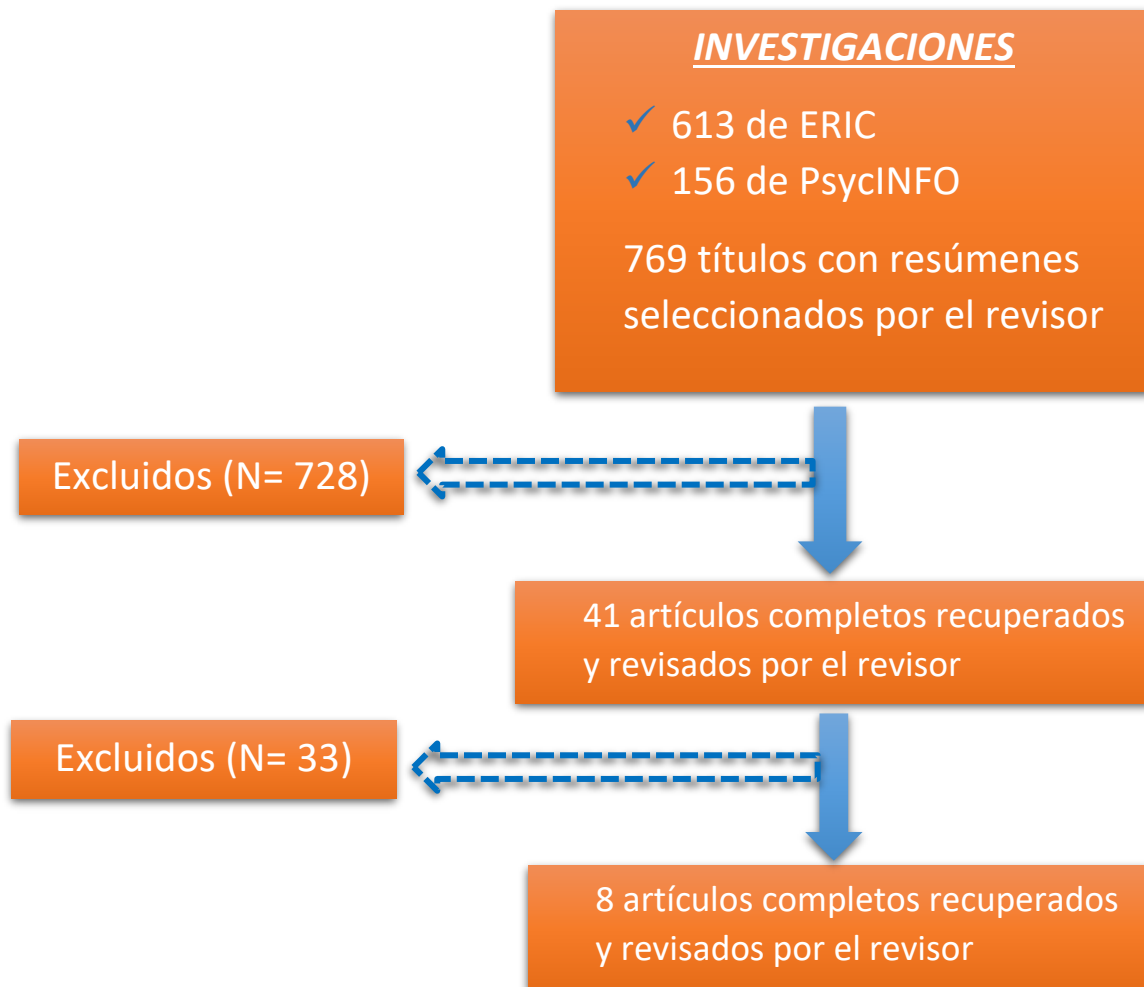 INVESTIGACIONES
✓ 613 de ERIC
✓ 156 de PsycINFO
769 títulos con resúmenes
seleccionados por el revisor
Excluidos (N= 728)
41 artículos completos recuperados
y revisados por el revisor
Excluidos (N= 33)
8 artículos completos recuperados
y revisados por el revisor